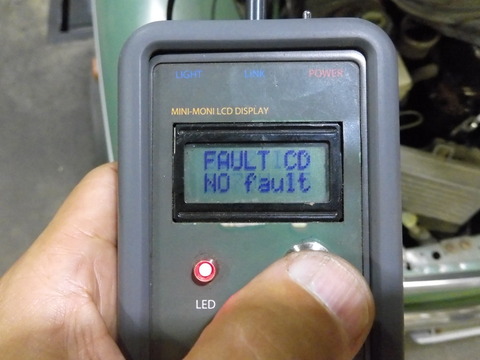 LIGHT LINK POWER
MINI-MONI LCD DISPLAY
FAULT CD
NO fault
LED